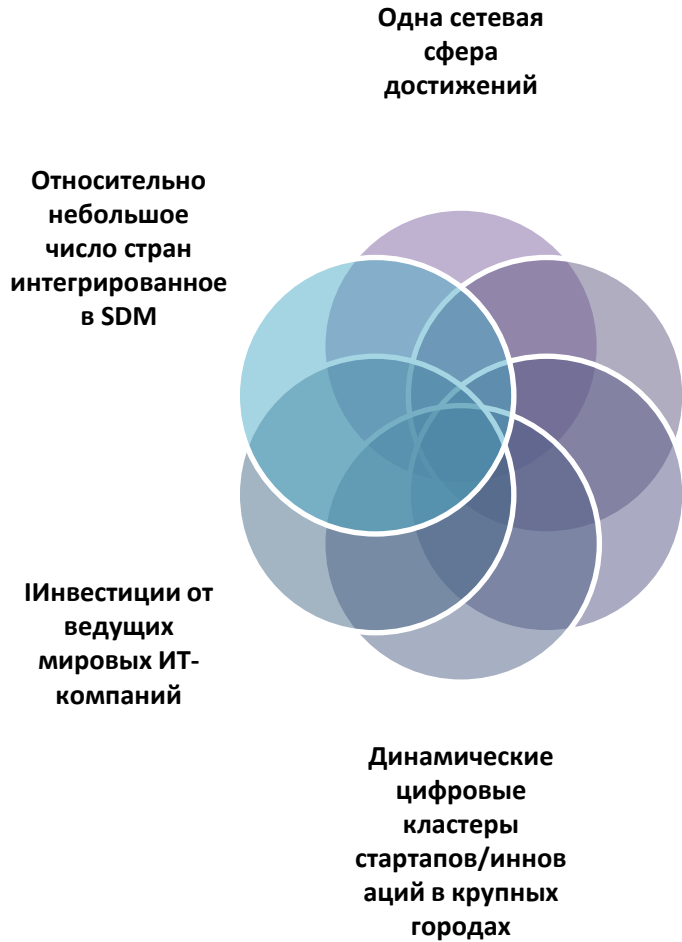 Одна сетевая
сфера
достижений
Относительно
небольшое
число стран
интегрированное
в SDM
IИнвестиции от
ведущих
мировых ИТ-
компаний
Динамические
цифровые
кластеры
стартапов/иннов
аций в крупных
городах